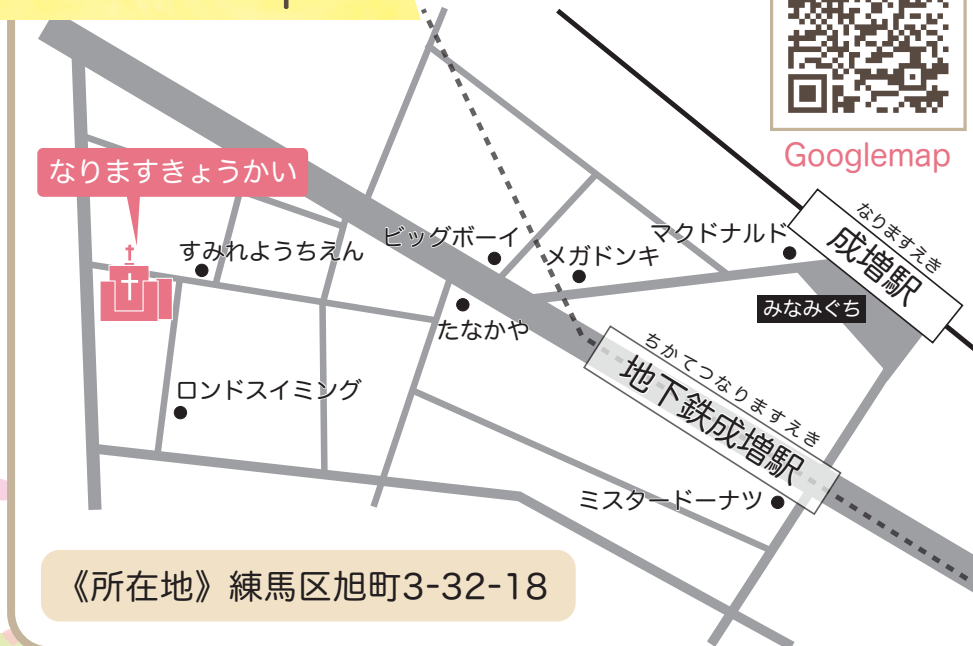 Googlemap
なりますきょうかい
すみれようちえん
ビッグボーイ
メガドンキ
マクドナルド
なりますえき
成増駅
みなみぐち
たなかや
ちかてつなりますえき
地下鉄成増駅
ロンドスイミング
ミスタードーナツ
《所在地》練馬区旭町3-32-18